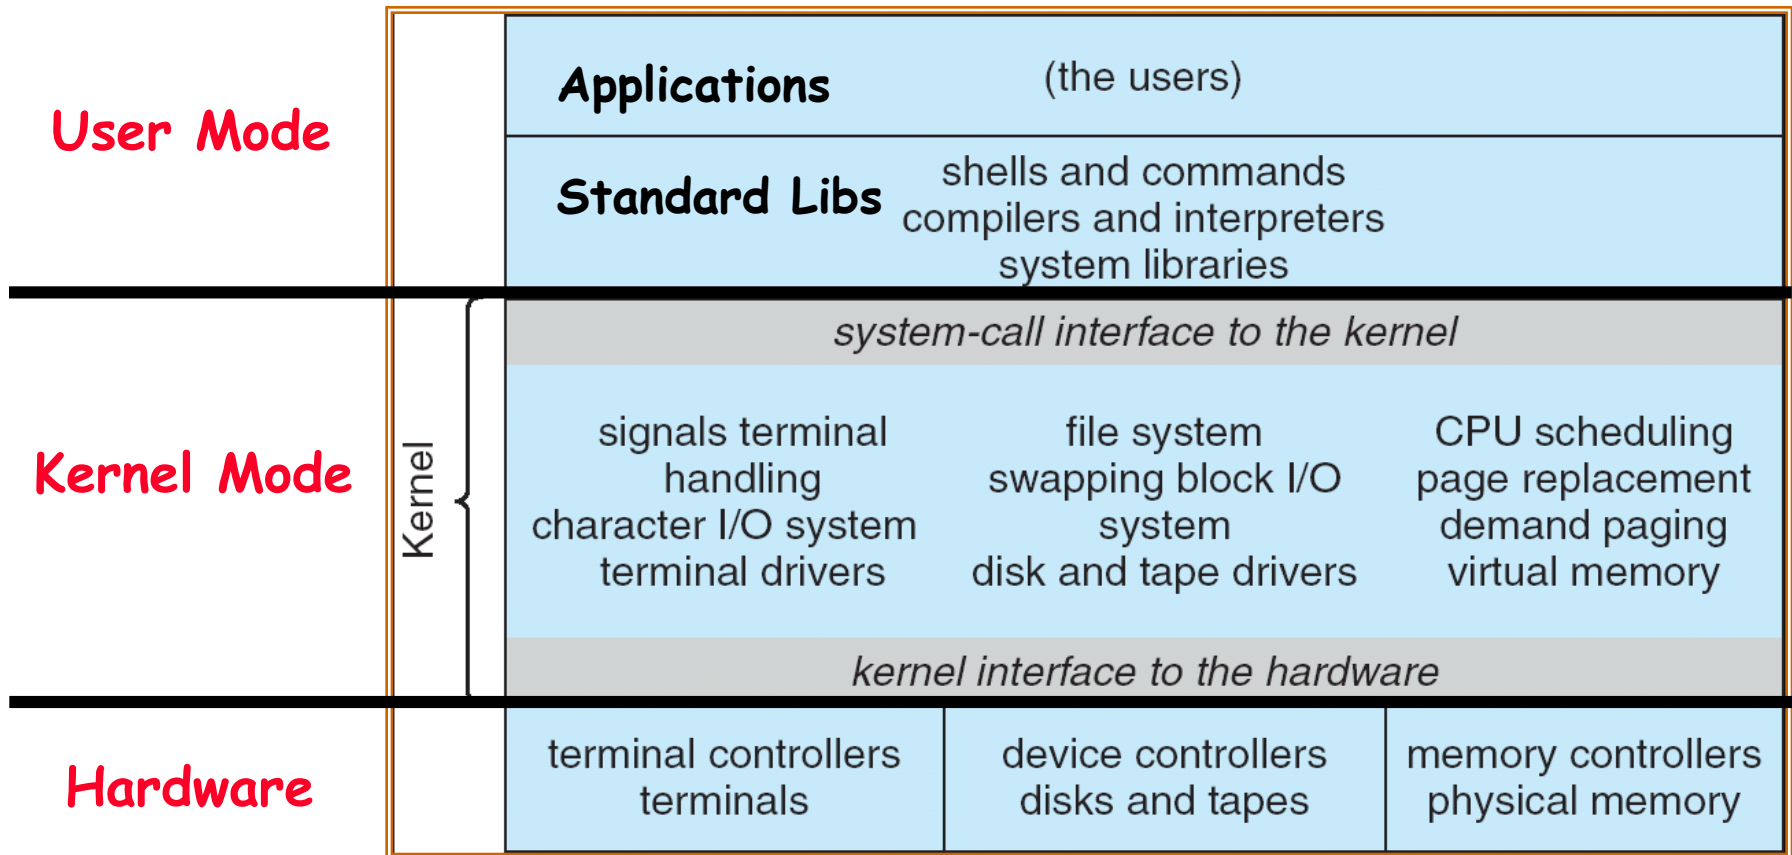 User Mode
Applications
(the users)
Standard Libs
shells and commands
compilers and interpreters
system libraries
Kernel Mode
Kernel
system-call interface to the kernel
signals terminal
handling
character I/O system
terminal drivers
file system
swapping block I/O
system
disk and tape drivers
CPU scheduling
page replacement
demand paging
virtual memory
kernel interface to the hardware
Hardware
terminal controllers
terminals
device controllers
disks and tapes
memory controllers
physical memory